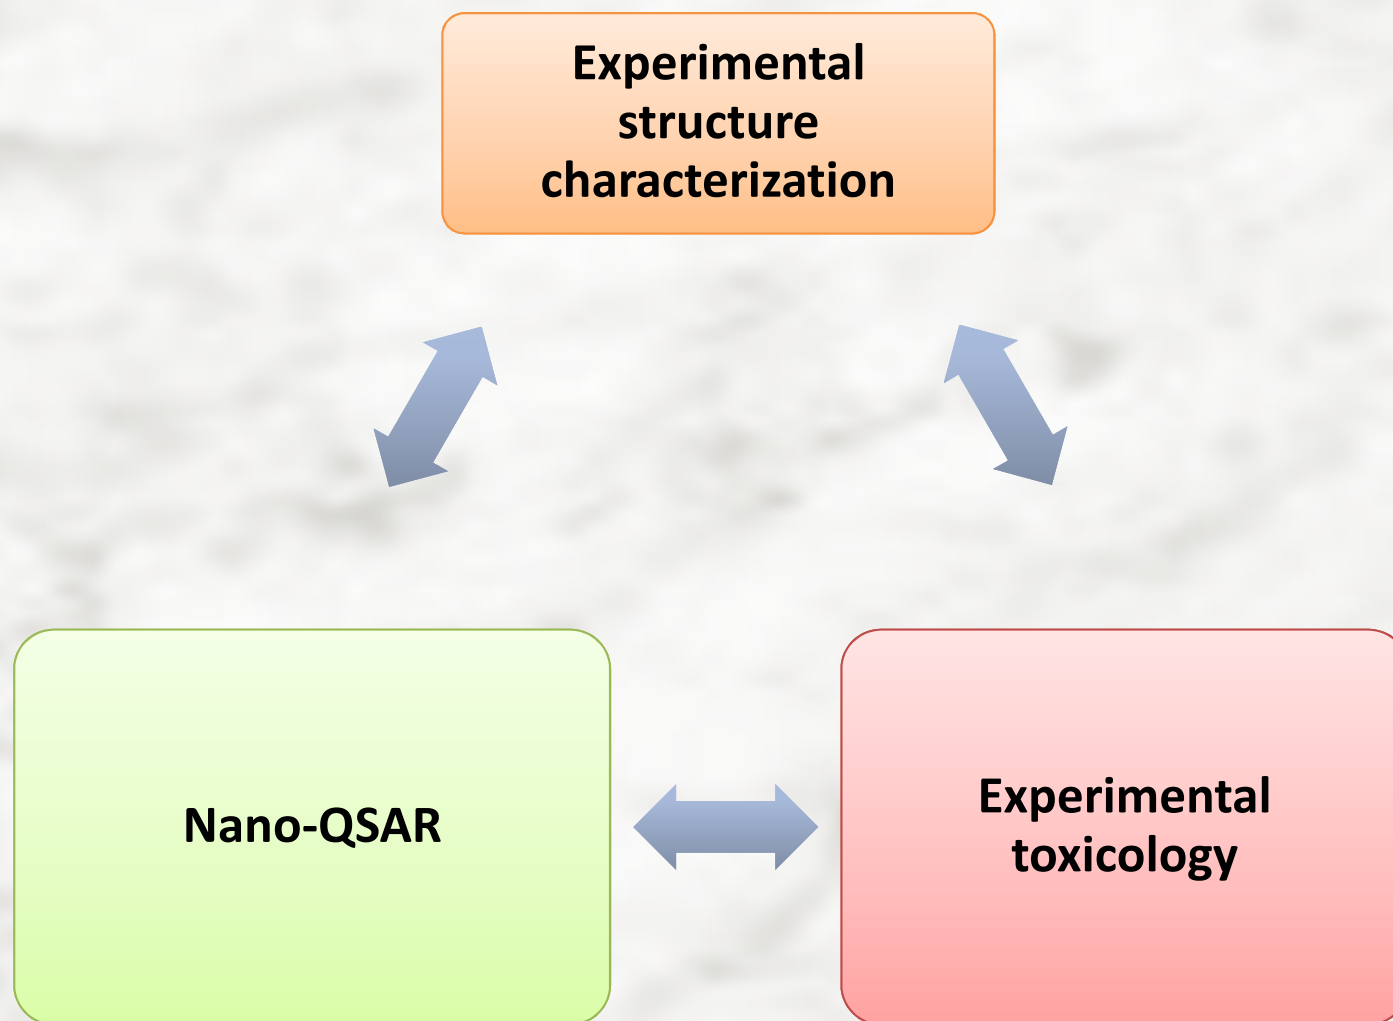 Experimental
structure
characterization
Nano-QSAR
Experimental
toxicology